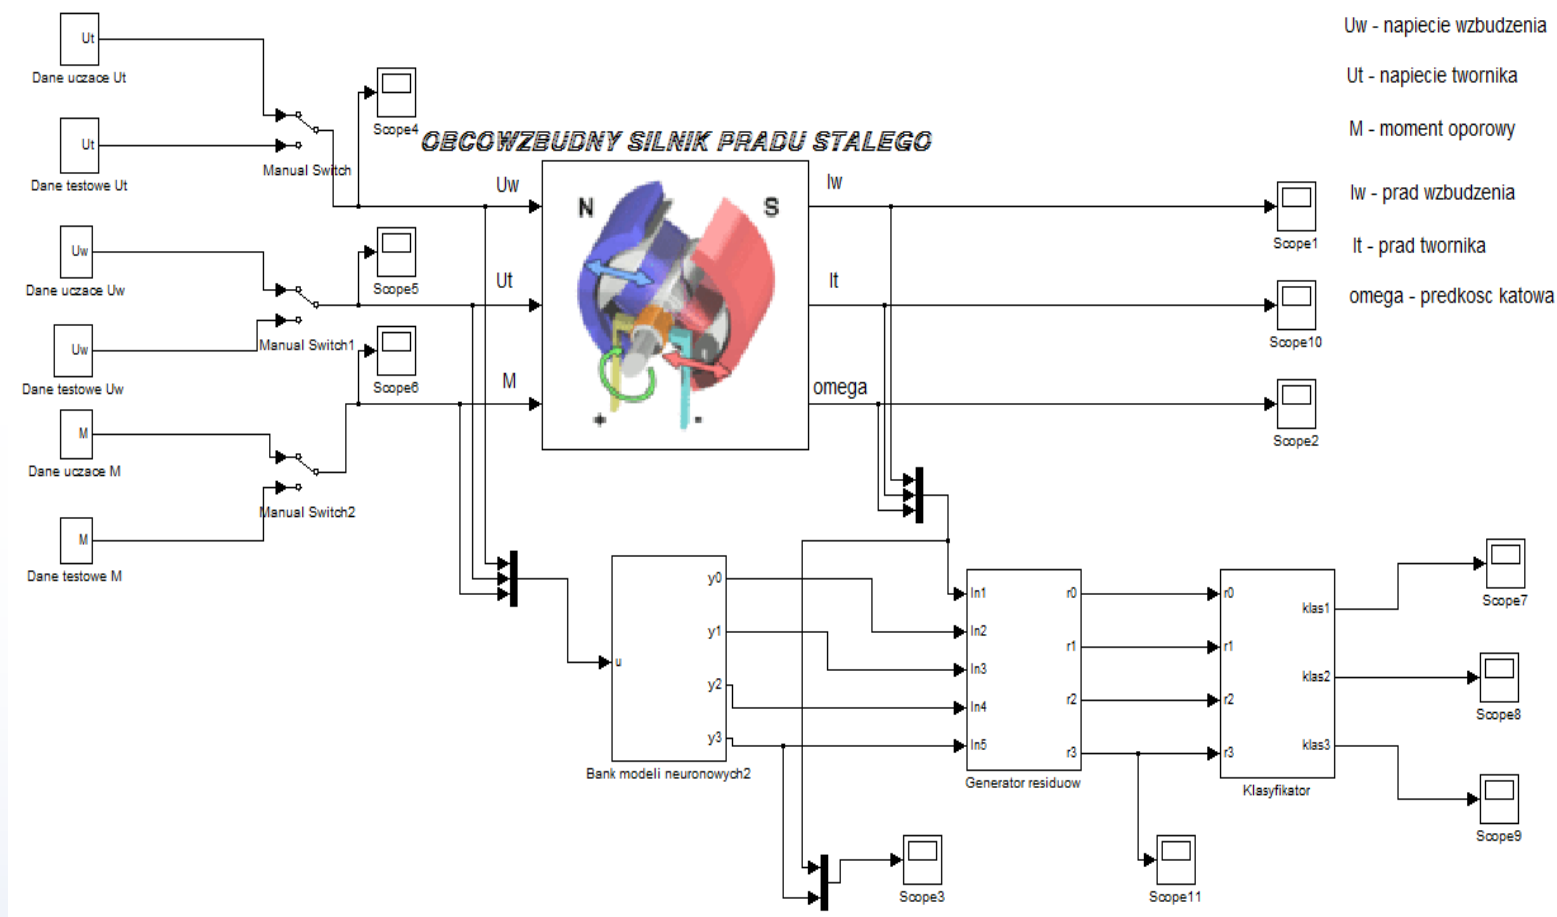 Uw - napiecie wzbudzenia
Ut - napiecie twornika
M - moment oporowy
Iw - prad wzbudzenia
It - prad twornika
omega - predkosc katowa
OBCOWZBUDNY SILNIK PRADU STALEGO
Ut
Dane uczace Ut
Ut
Dane testowe Ut
Manual Switch
Scope4
Uw
Dane uczace Uw
Uw
Dane testowe Uw
Manual Switch1
Scope5
M
Dane uczace M
M
Dane testowe M
Manual Switch2
Scope6
Uw
Ut
M
N
S
+
-
Iw
It
omega
Scope1
Scope10
Scope2
u
y0
y1
y2
y3
Bank modeli neuronowych2
In1
In2
In3
In4
In5
r0
r1
r2
r3
Generator residuow
r0
r1
r2
r3
klas1
klas2
klas3
Klasyfikator
Scope7
Scope8
Scope9
Scope3
Scope11